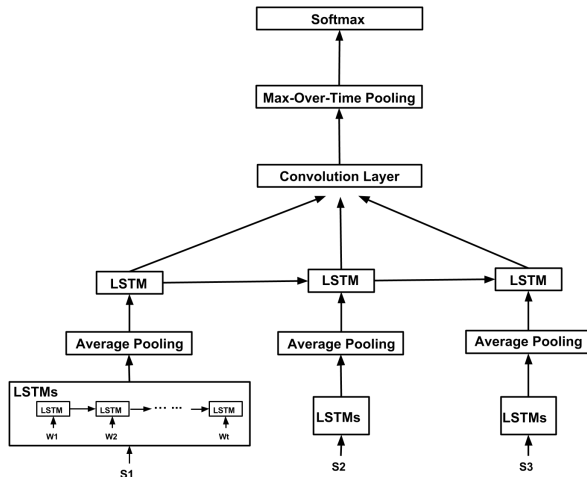 Softmax
Max-Over-Time Pooling
Convolution Layer
LSTM LSTM LSTM
Average Pooling Average Pooling Average Pooling
LSTMs
LSTM LSTM ... ... LSTM
W1 W2 Wt
LSTMs LSTMs
S1 S2 S3